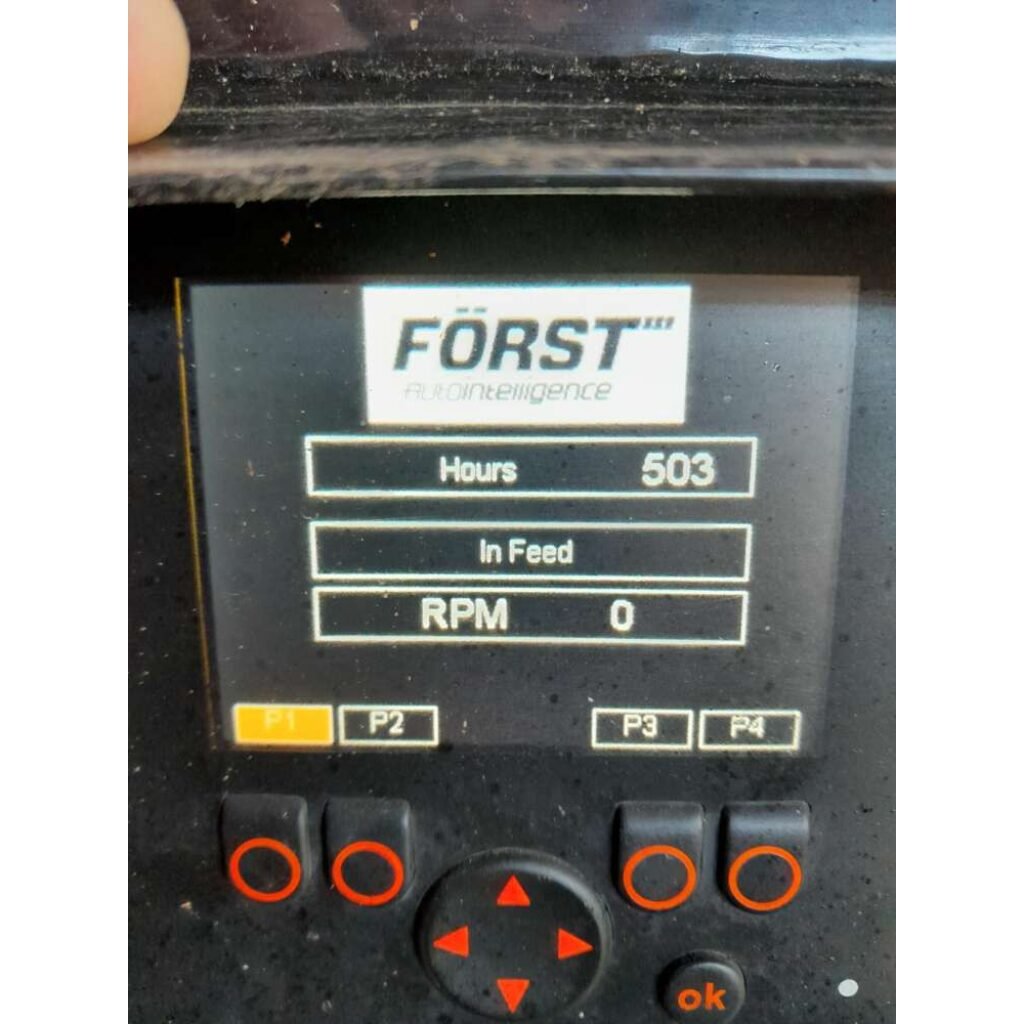 FÖRST
AutoIntelligence
Hours 503
In Feed
RPM 0
P1 P2 P3 P4
ok